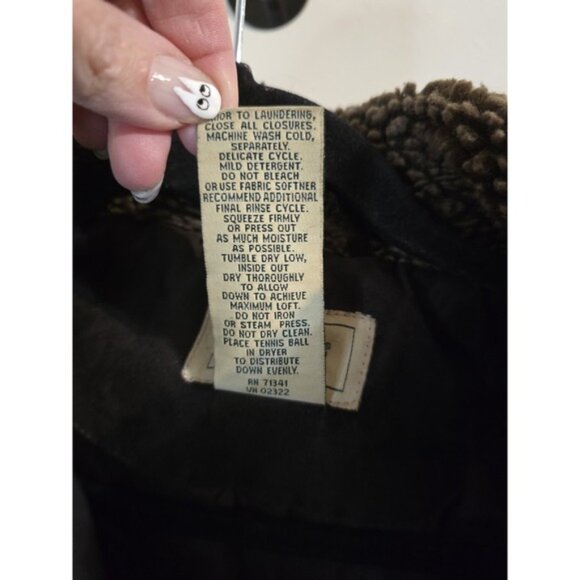 PRIOR TO LAUNDERING,
CLOSE ALL CLOSURES.
MACHINE WASH COLD,
SEPARATELY.
DELICATE CYCLE.
MILD DETERGENT.
DO NOT BLEACH
OR USE FABRIC SOFTNER
RECOMMEND ADDITIONAL
FINAL RINSE CYCLE.
SQUEEZE FIRMLY
OR PRESS OUT
AS MUCH MOISTURE
AS POSSIBLE.
TUMBLE DRY LOW,
INSIDE OUT
DRY THOROUGHLY
TO ALLOW
DOWN TO ACHIEVE
MAXIMUM LOFT.
DO NOT IRON
OR STEAM PRESS.
DO NOT DRY CLEAN.
PLACE TENNIS BALL
IN DRYER
TO DISTRIBUTE
DOWN EVENLY.
RN 71341
VN 02322